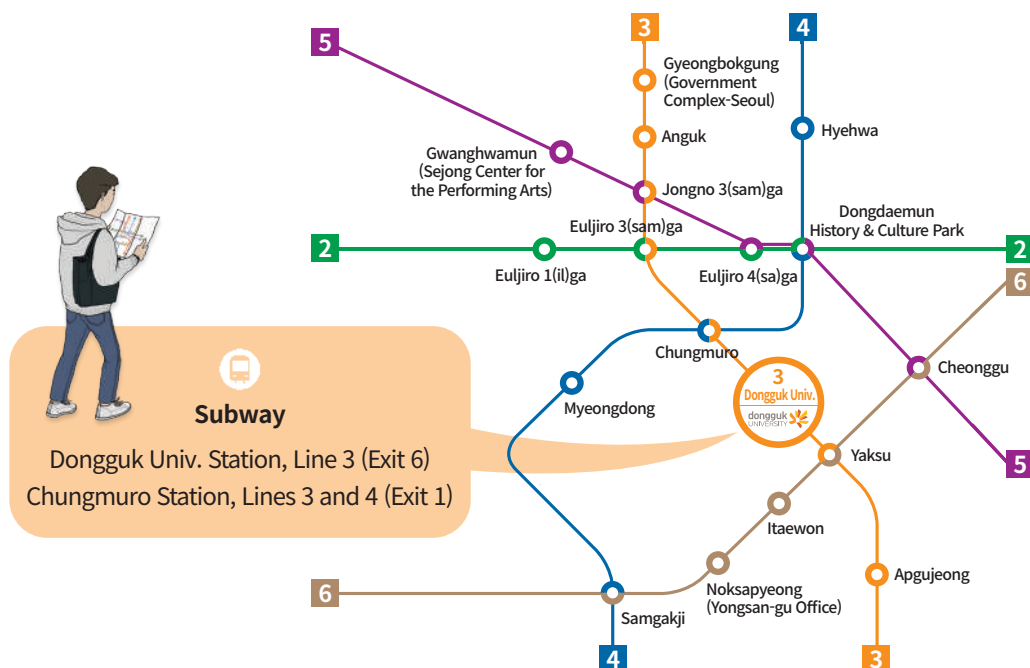 5
3
4
Gyeongbokgung
(Government
Complex-Seoul)
Anguk
Hyehwa
Gwanghwamun
(Sejong Center for
the Performing Arts)
Jongno 3(sam)ga
Euljiro 3(sam)ga
Dongdaemun
History & Culture Park
2
2
Euljiro 1(il)ga
Euljiro 4(sa)ga
6
Chungmuro
Cheonggu
3
Dongguk Univ.
dongguk
UNIVERSITY
Myeongdong
Subway
Dongguk Univ. Station, Line 3 (Exit 6)
Chungmuro Station, Lines 3 and 4 (Exit 1)
Yaksu
5
Itaewon
Apgujeong
Noksapyeong
(Yongsan-gu Office)
6
Samgakji
4
3